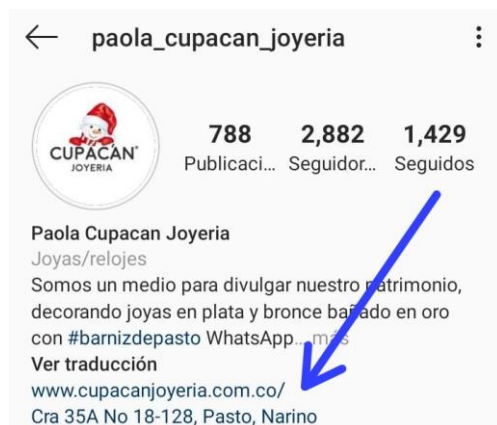 paola_cupacan_joyeria
CUPACÁN®
JOYERIA
788 2,882 1,429
Publicaci... Seguidor... Seguidos
Paola Cupacan Joyeria
Joyas/relojes
Somos un medio para divulgar nuestro patrimonio,
decorando joyas en plata y bronce bañado en oro
con #barnizdepasto WhatsApp... más
Ver traducción
www.cupacanjoyeria.com.co/
Cra 35A No 18-128, Pasto, Narino